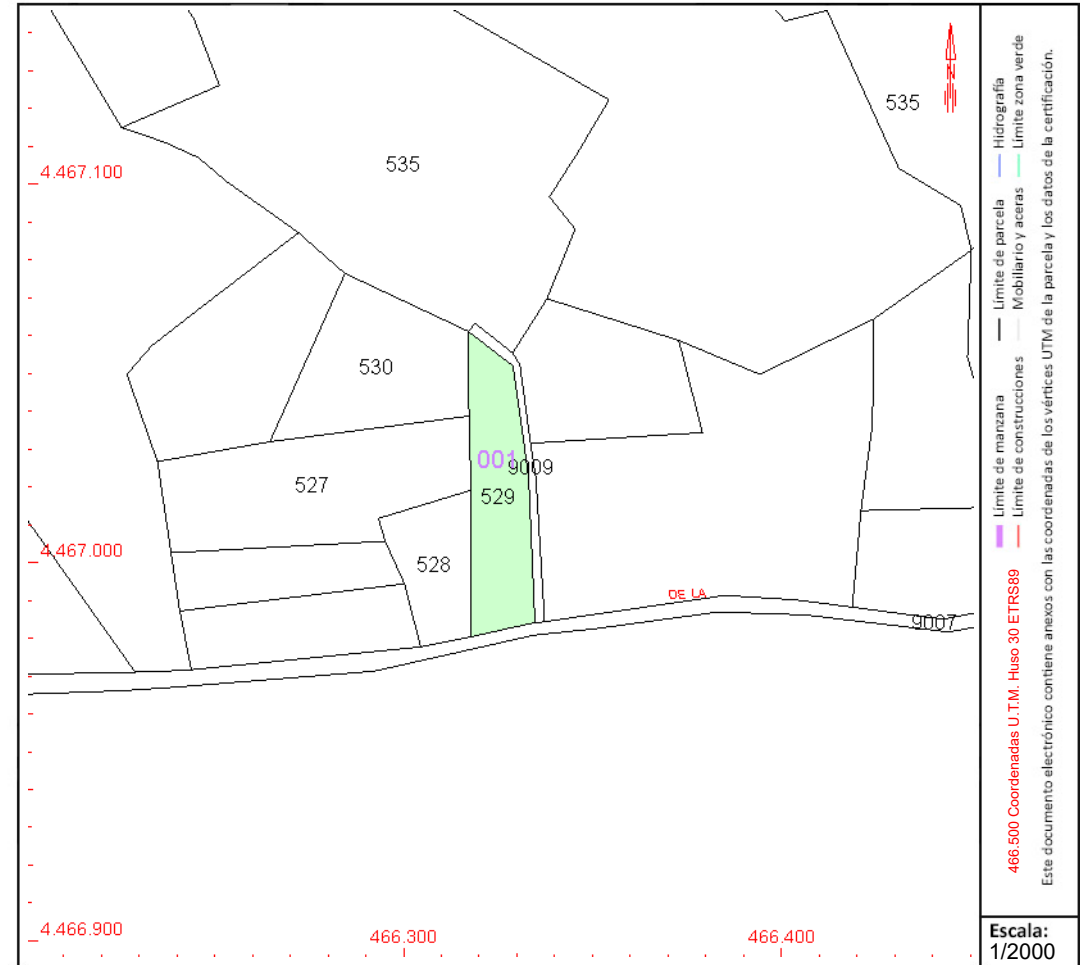 535
535
4.467.100
530
001
9009
527
529
4.467.000
528
DE LA
9007
4.466.900
466.300
466.400
N
Límite de manzana
Límite de parcela
Hidrografía
466.500 Coordenadas U.T.M. Huso 30 ETRS89
Límite de construcciones
Mobiliario y aceras
Límite zona verde
Este documento electrónico contiene anexos con las coordenadas de los vértices UTM de la parcela y los datos de la certificación.
Escala:
1/2000